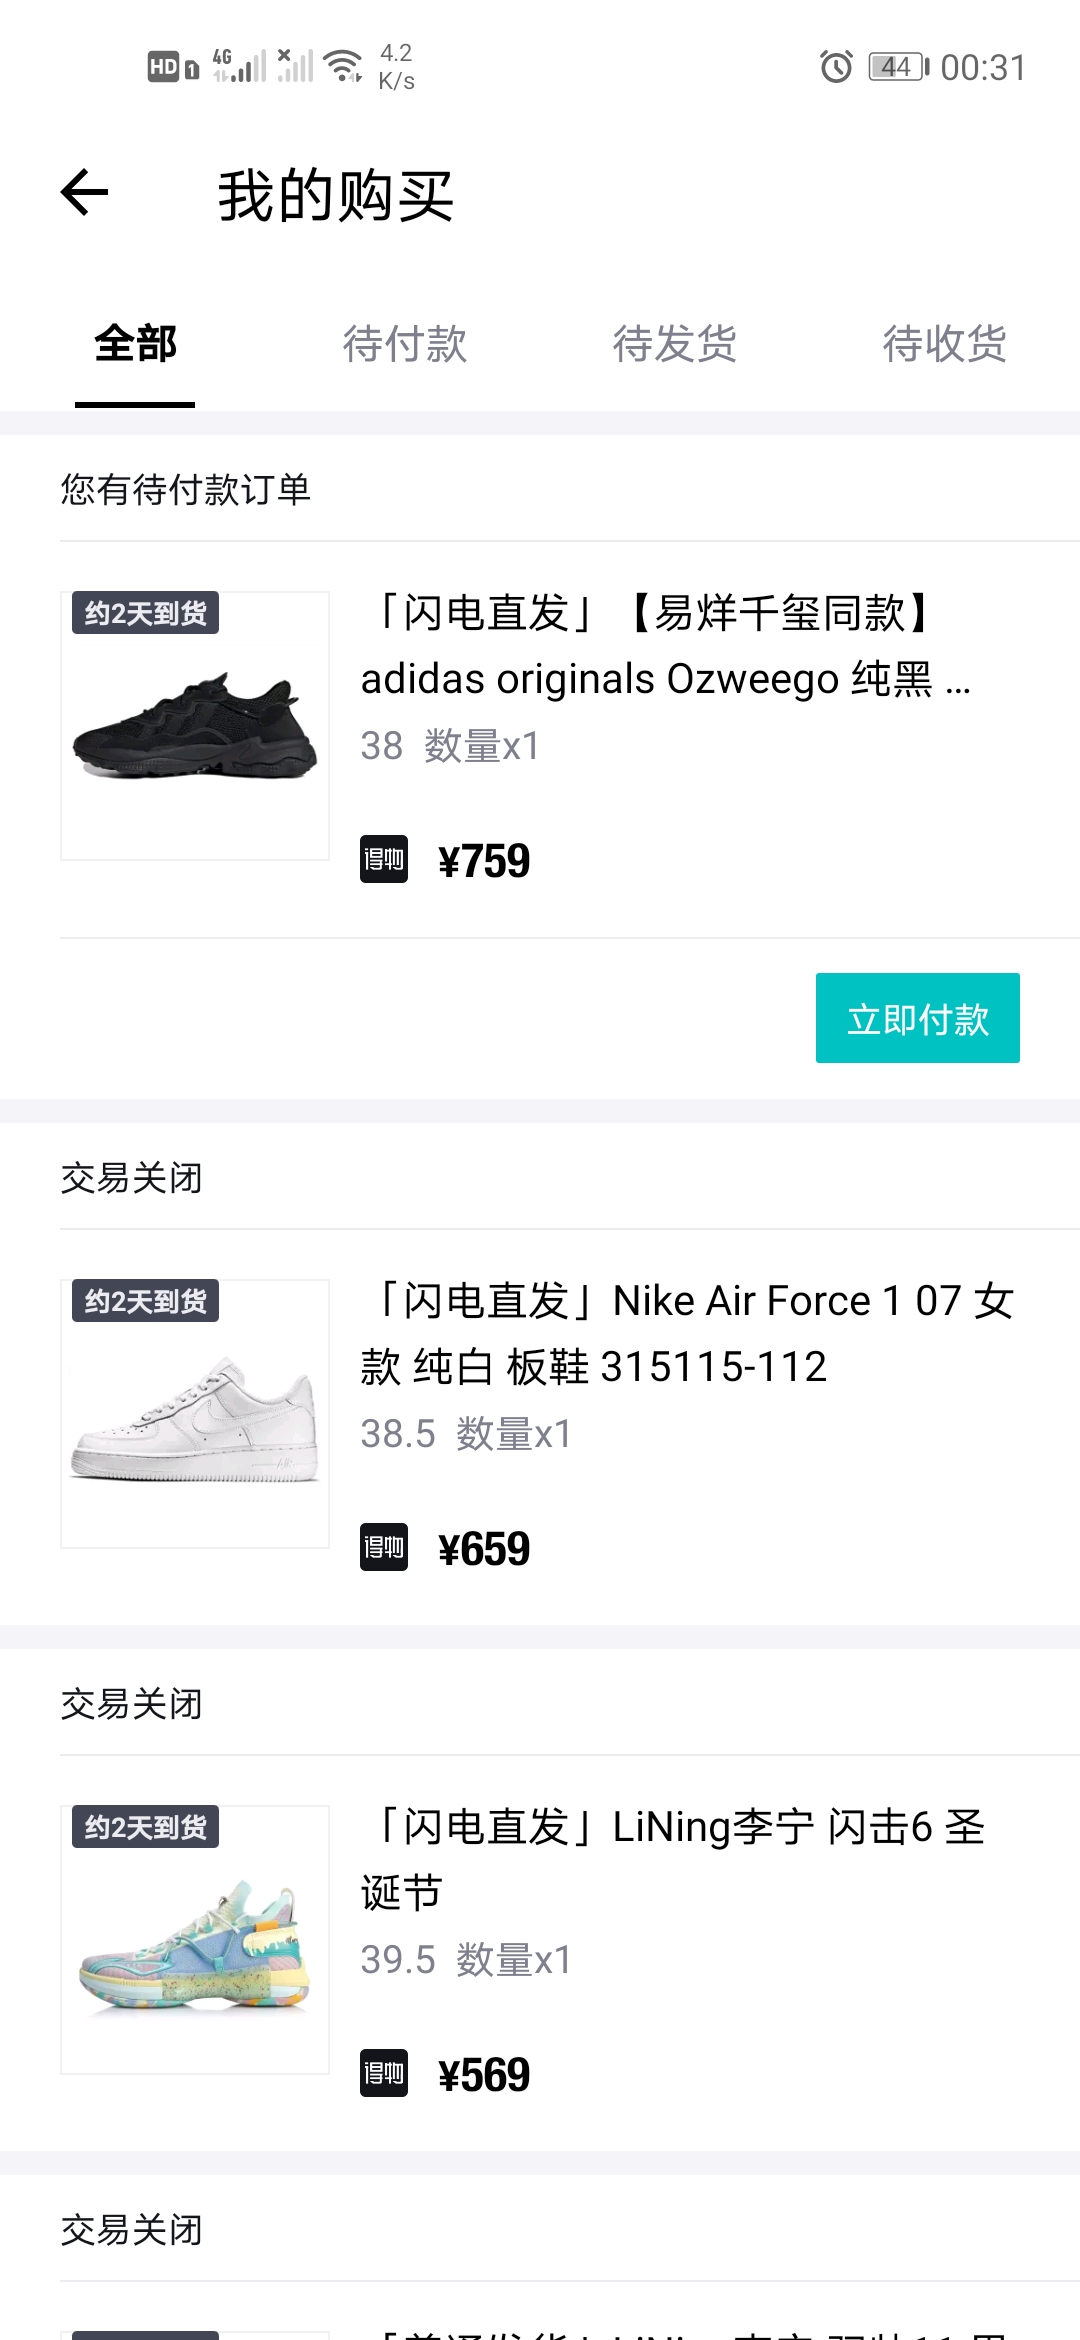 HD 1 4G 4.2 K/s 44 00:31
我的购买
全部 待付款 待发货 待收货
您有待付款订单
约2天到货
「闪电直发」【易烊千玺同款】
adidas originals Ozweego 纯黑 ...
38 数量x1
得物 ¥759
立即付款
交易关闭
约2天到货
「闪电直发」Nike Air Force 1 07 女
款 纯白 板鞋 315115-112
38.5 数量x1
得物 ¥659
交易关闭
约2天到货
「闪电直发」LiNing李宁 闪击6 圣
诞节
39.5 数量x1
得物 ¥569
交易关闭